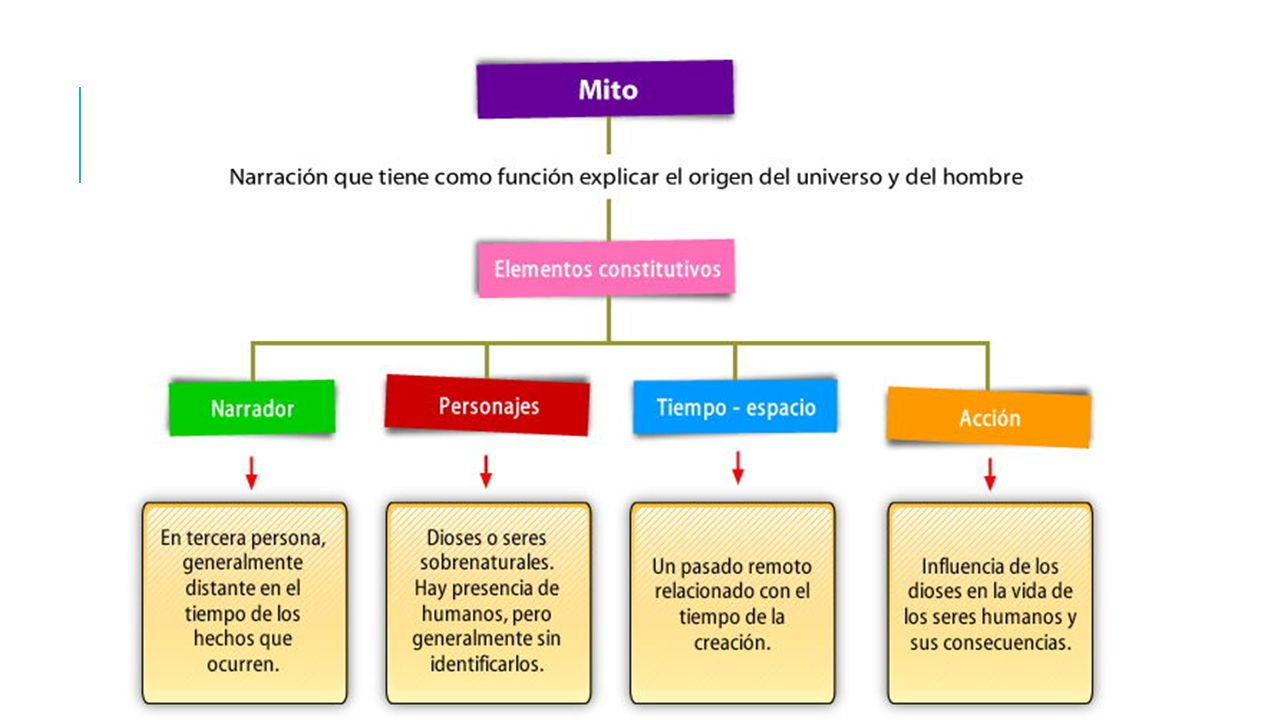 Mito
Narración que tiene como función explicar el origen del universo y del hombre
Elementos constitutivos
Narrador
Personajes
Tiempo - espacio
Acción
En tercera persona,
generalmente
distante en el
tiempo de los
hechos que
ocurren.
Dioses o seres
sobrenaturales.
Hay presencia de
humanos, pero
generalmente sin
identificarlos.
Un pasado remoto
relacionado con el
tiempo de la
creación.
Influencia de los
dioses en la vida de
los seres humanos y
sus consecuencias.